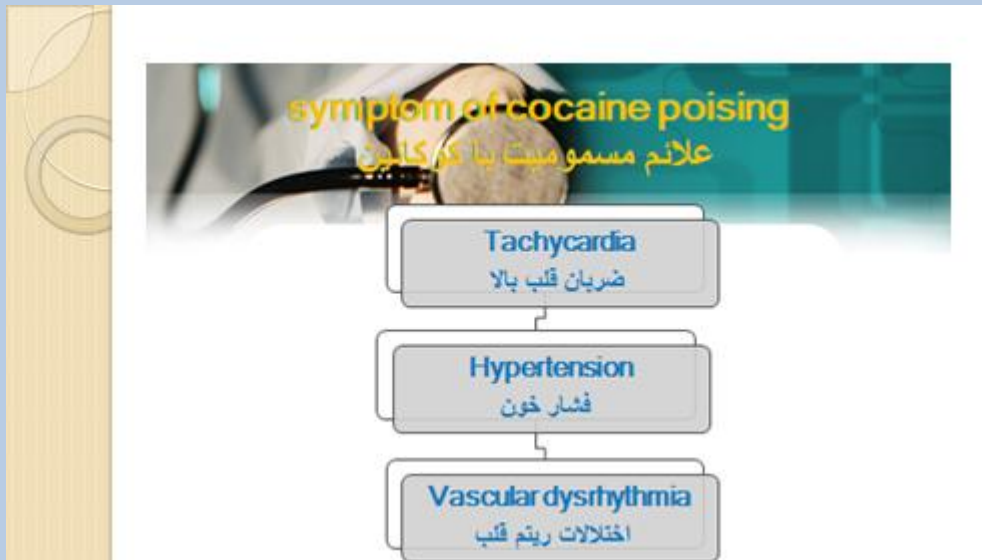 symptom of cocaine poising
علائم مسمومیت با کوکائین
Tachycardia
ضربان قلب بالا
Hypertension
فشار خون
Vascular dysrhythmia
اختلالات ریتم قلب